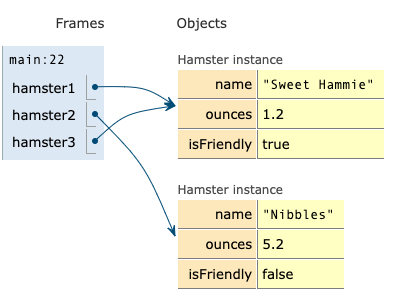 Frames Objects
main:22
hamster1
hamster2
hamster3
Hamster instance
name "Sweet Hammie"
ounces 1.2
isFriendly true
Hamster instance
name "Nibbles"
ounces 5.2
isFriendly false